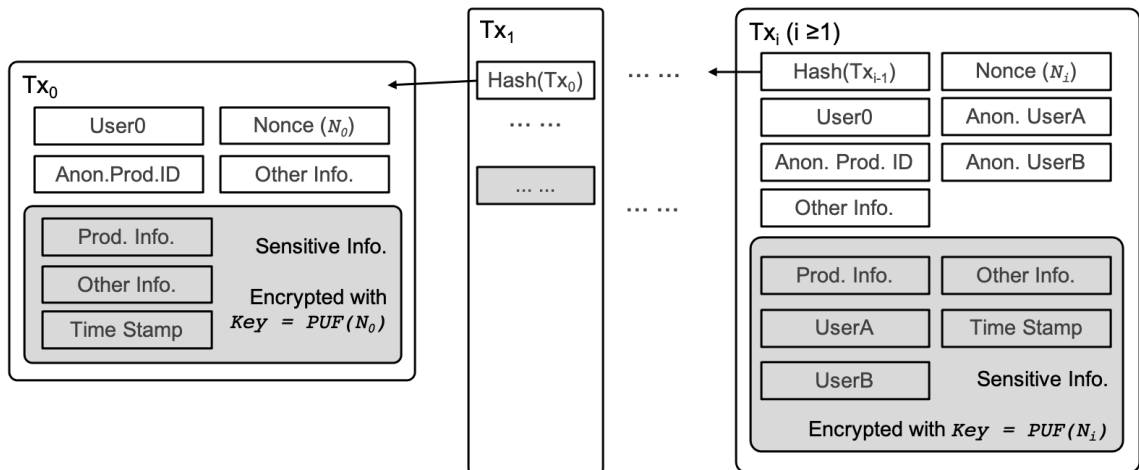 Tx0
User0
Nonce (N0)
Anon.Prod.ID
Other Info.
Prod. Info.
Sensitive Info.
Other Info.
Encrypted with
Key = PUF(N0)
Time Stamp
Tx1
Hash(Tx0)
... ...
... ...
... ...
... ...
Txi (i ≥1)
Hash(Txi-1)
Nonce (Ni)
User0
Anon. UserA
Anon. Prod. ID
Anon. UserB
Other Info.
Prod. Info.
Other Info.
UserA
Time Stamp
UserB
Sensitive Info.
Encrypted with Key = PUF(Ni)